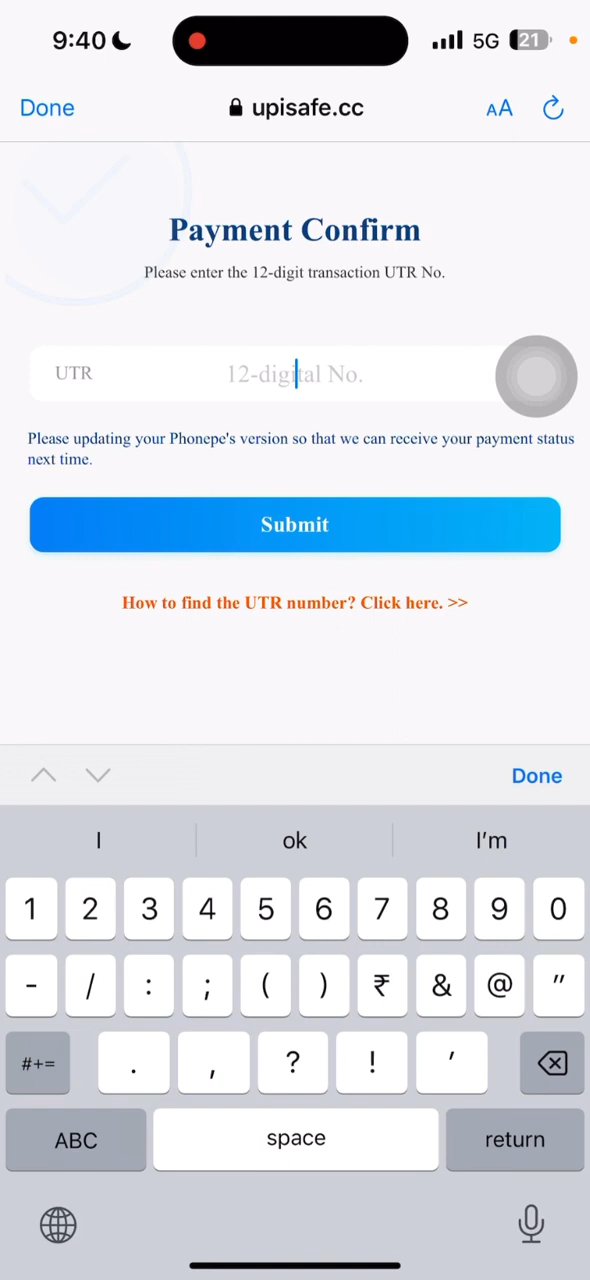 9:40
5G 21
Done
upisafe.cc
AA
Payment Confirm
Please enter the 12-digit transaction UTR No.
UTR
12-digital No.
Please updating your Phonepe's version so that we can receive your payment status
next time.
Submit
How to find the UTR number? Click here. >>
Done
I ok I'm
1 2 3 4 5 6 7 8 9 0
- / : ; ( ) ₹ & @ "
#+= . , ? ! '
ABC space return